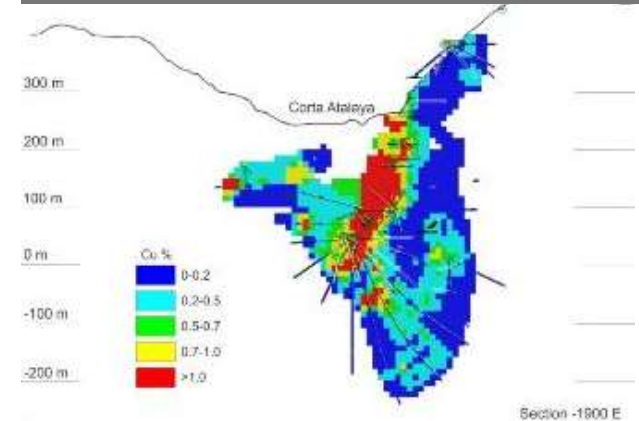 300 m
Corta Atalaya
200 m
100 m
0 m
Cu %
0-0.2
0.2-0.5
-100 m
0.5-0.7
0.7-1.0
-200 m
>1.0
Section -1900 E